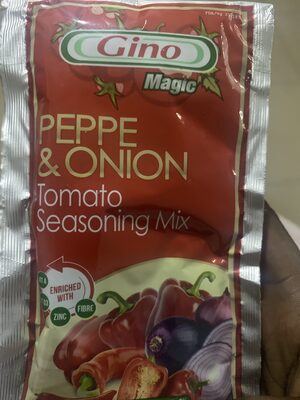 Gino
Magic
PEPPE
& ONION
Tomato
Seasoning Mix
ENRICHED
WITH
ZINC
FIBRE